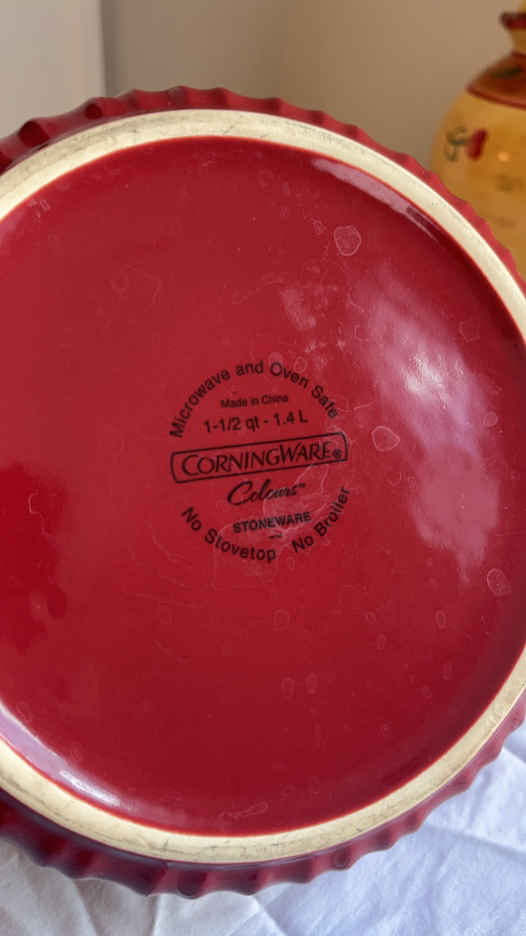 Microwave and Oven Safe
Made in China
1-1/2 qt - 1.4 L
CORNINGWARE®
Colours™
STONEWARE
No Stovetop No Broiler